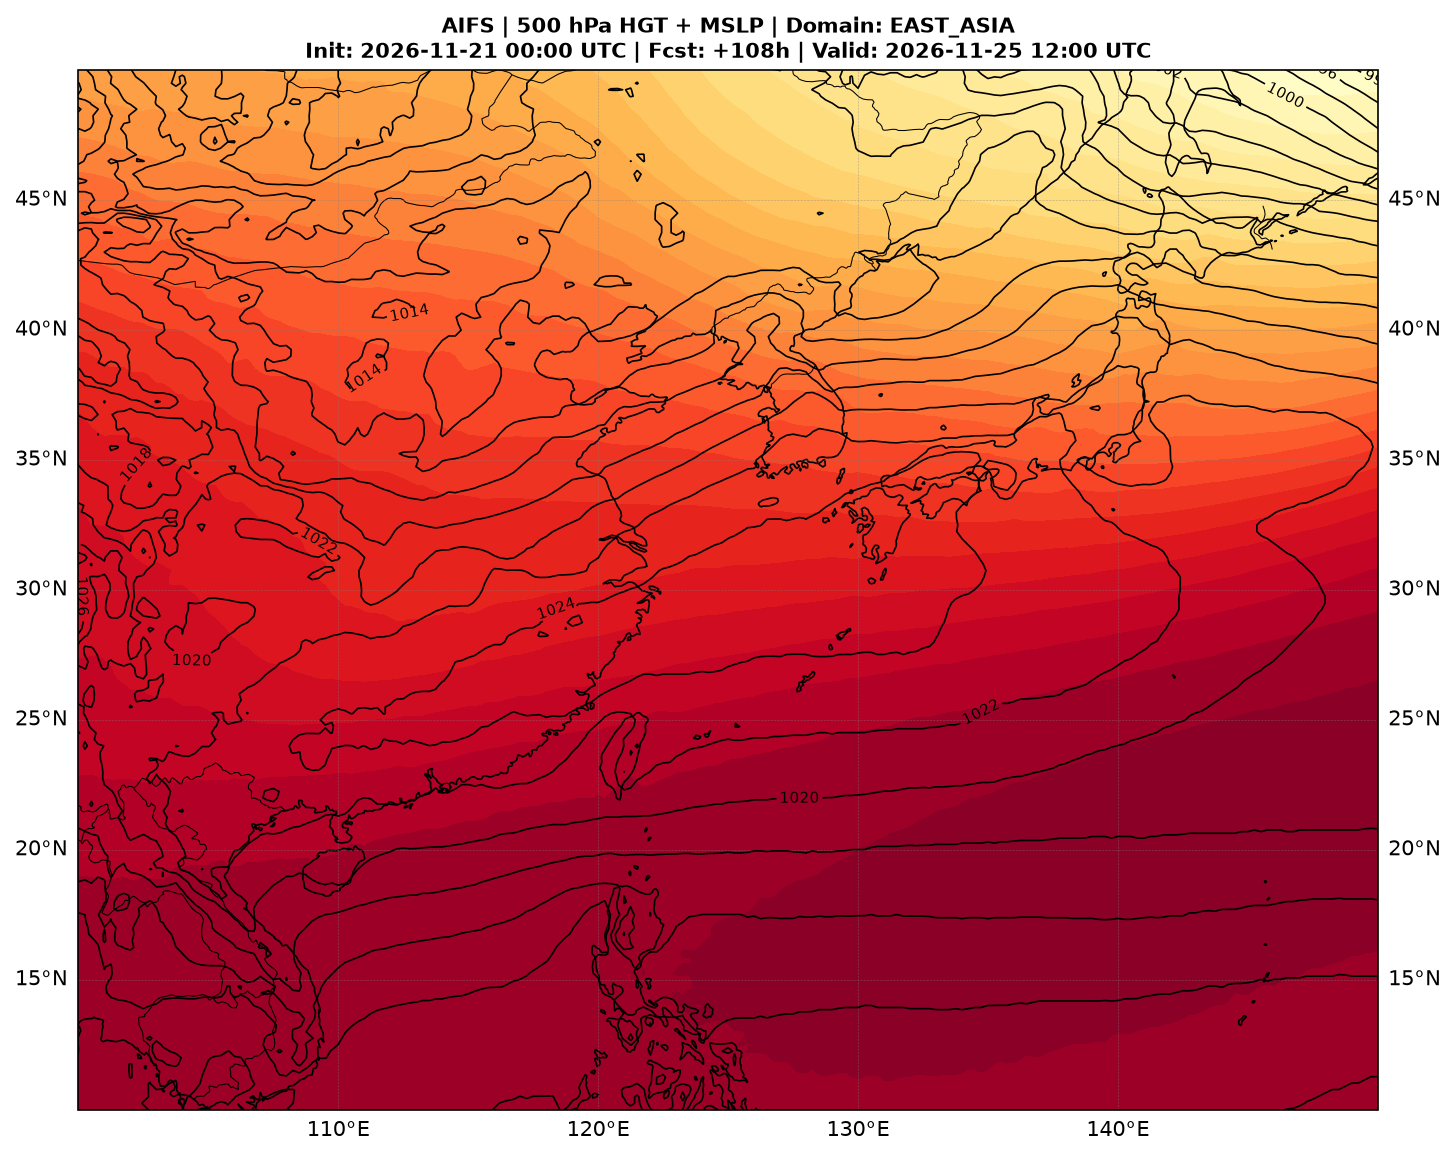 AIFS | 500 hPa HGT + MSLP | Domain: EAST_ASIA
Init: 2026-11-21 00:00 UTC | Fcst: +108h | Valid: 2026-11-25 12:00 UTC
1000
45°N 45°N
1014
40°N 40°N
1014
35°N 35°N
1018
1022
30°N 30°N
1026
1024
1020
25°N 25°N
1022
1020
20°N 20°N
15°N 15°N
110°E 120°E 130°E 140°E